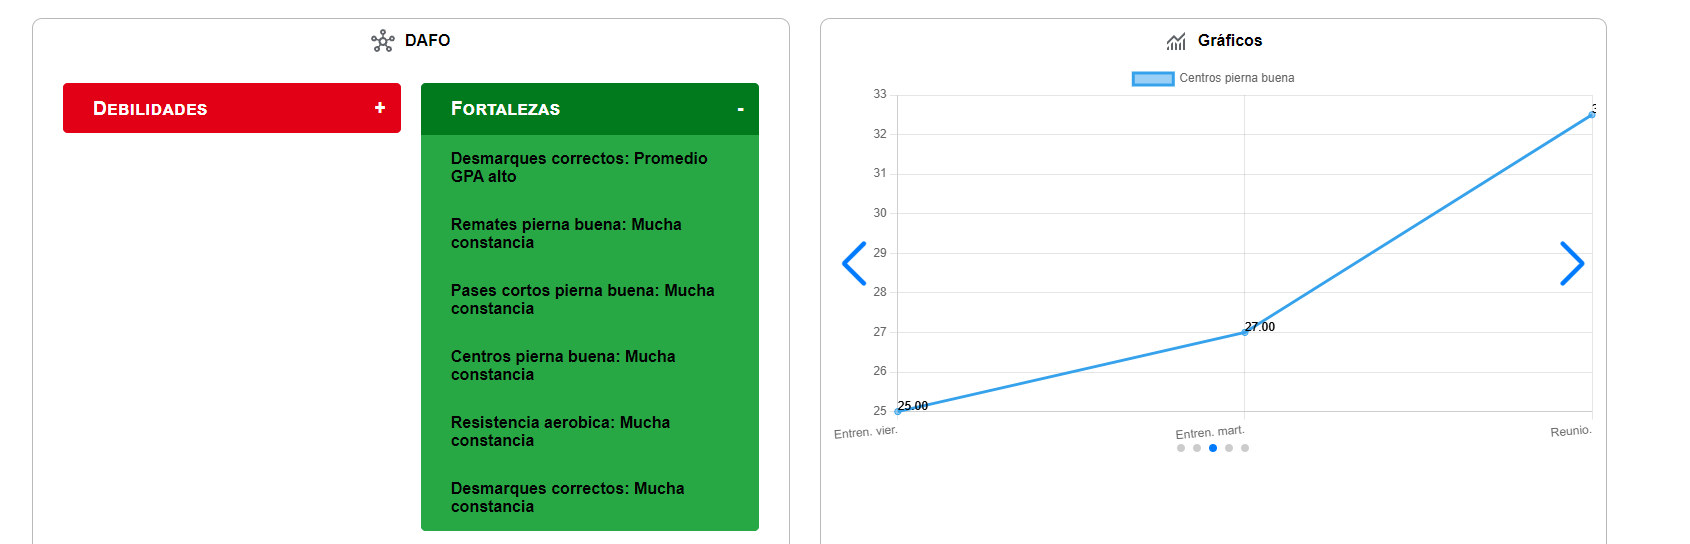 DAFO
DEBILIDADES +
FORTALEZAS -
Desmarques correctos: Promedio
GPA alto
Remates pierna buena: Mucha
constancia
Pases cortos pierna buena: Mucha
constancia
Centros pierna buena: Mucha
constancia
Resistencia aerobica: Mucha
constancia
Desmarques correctos: Mucha
constancia
Gráficos
Centros pierna buena
33
32
31
30
29
28
27
26
25
25.00
27.00
Entren. vier.
Entren. mart.
Reunio.